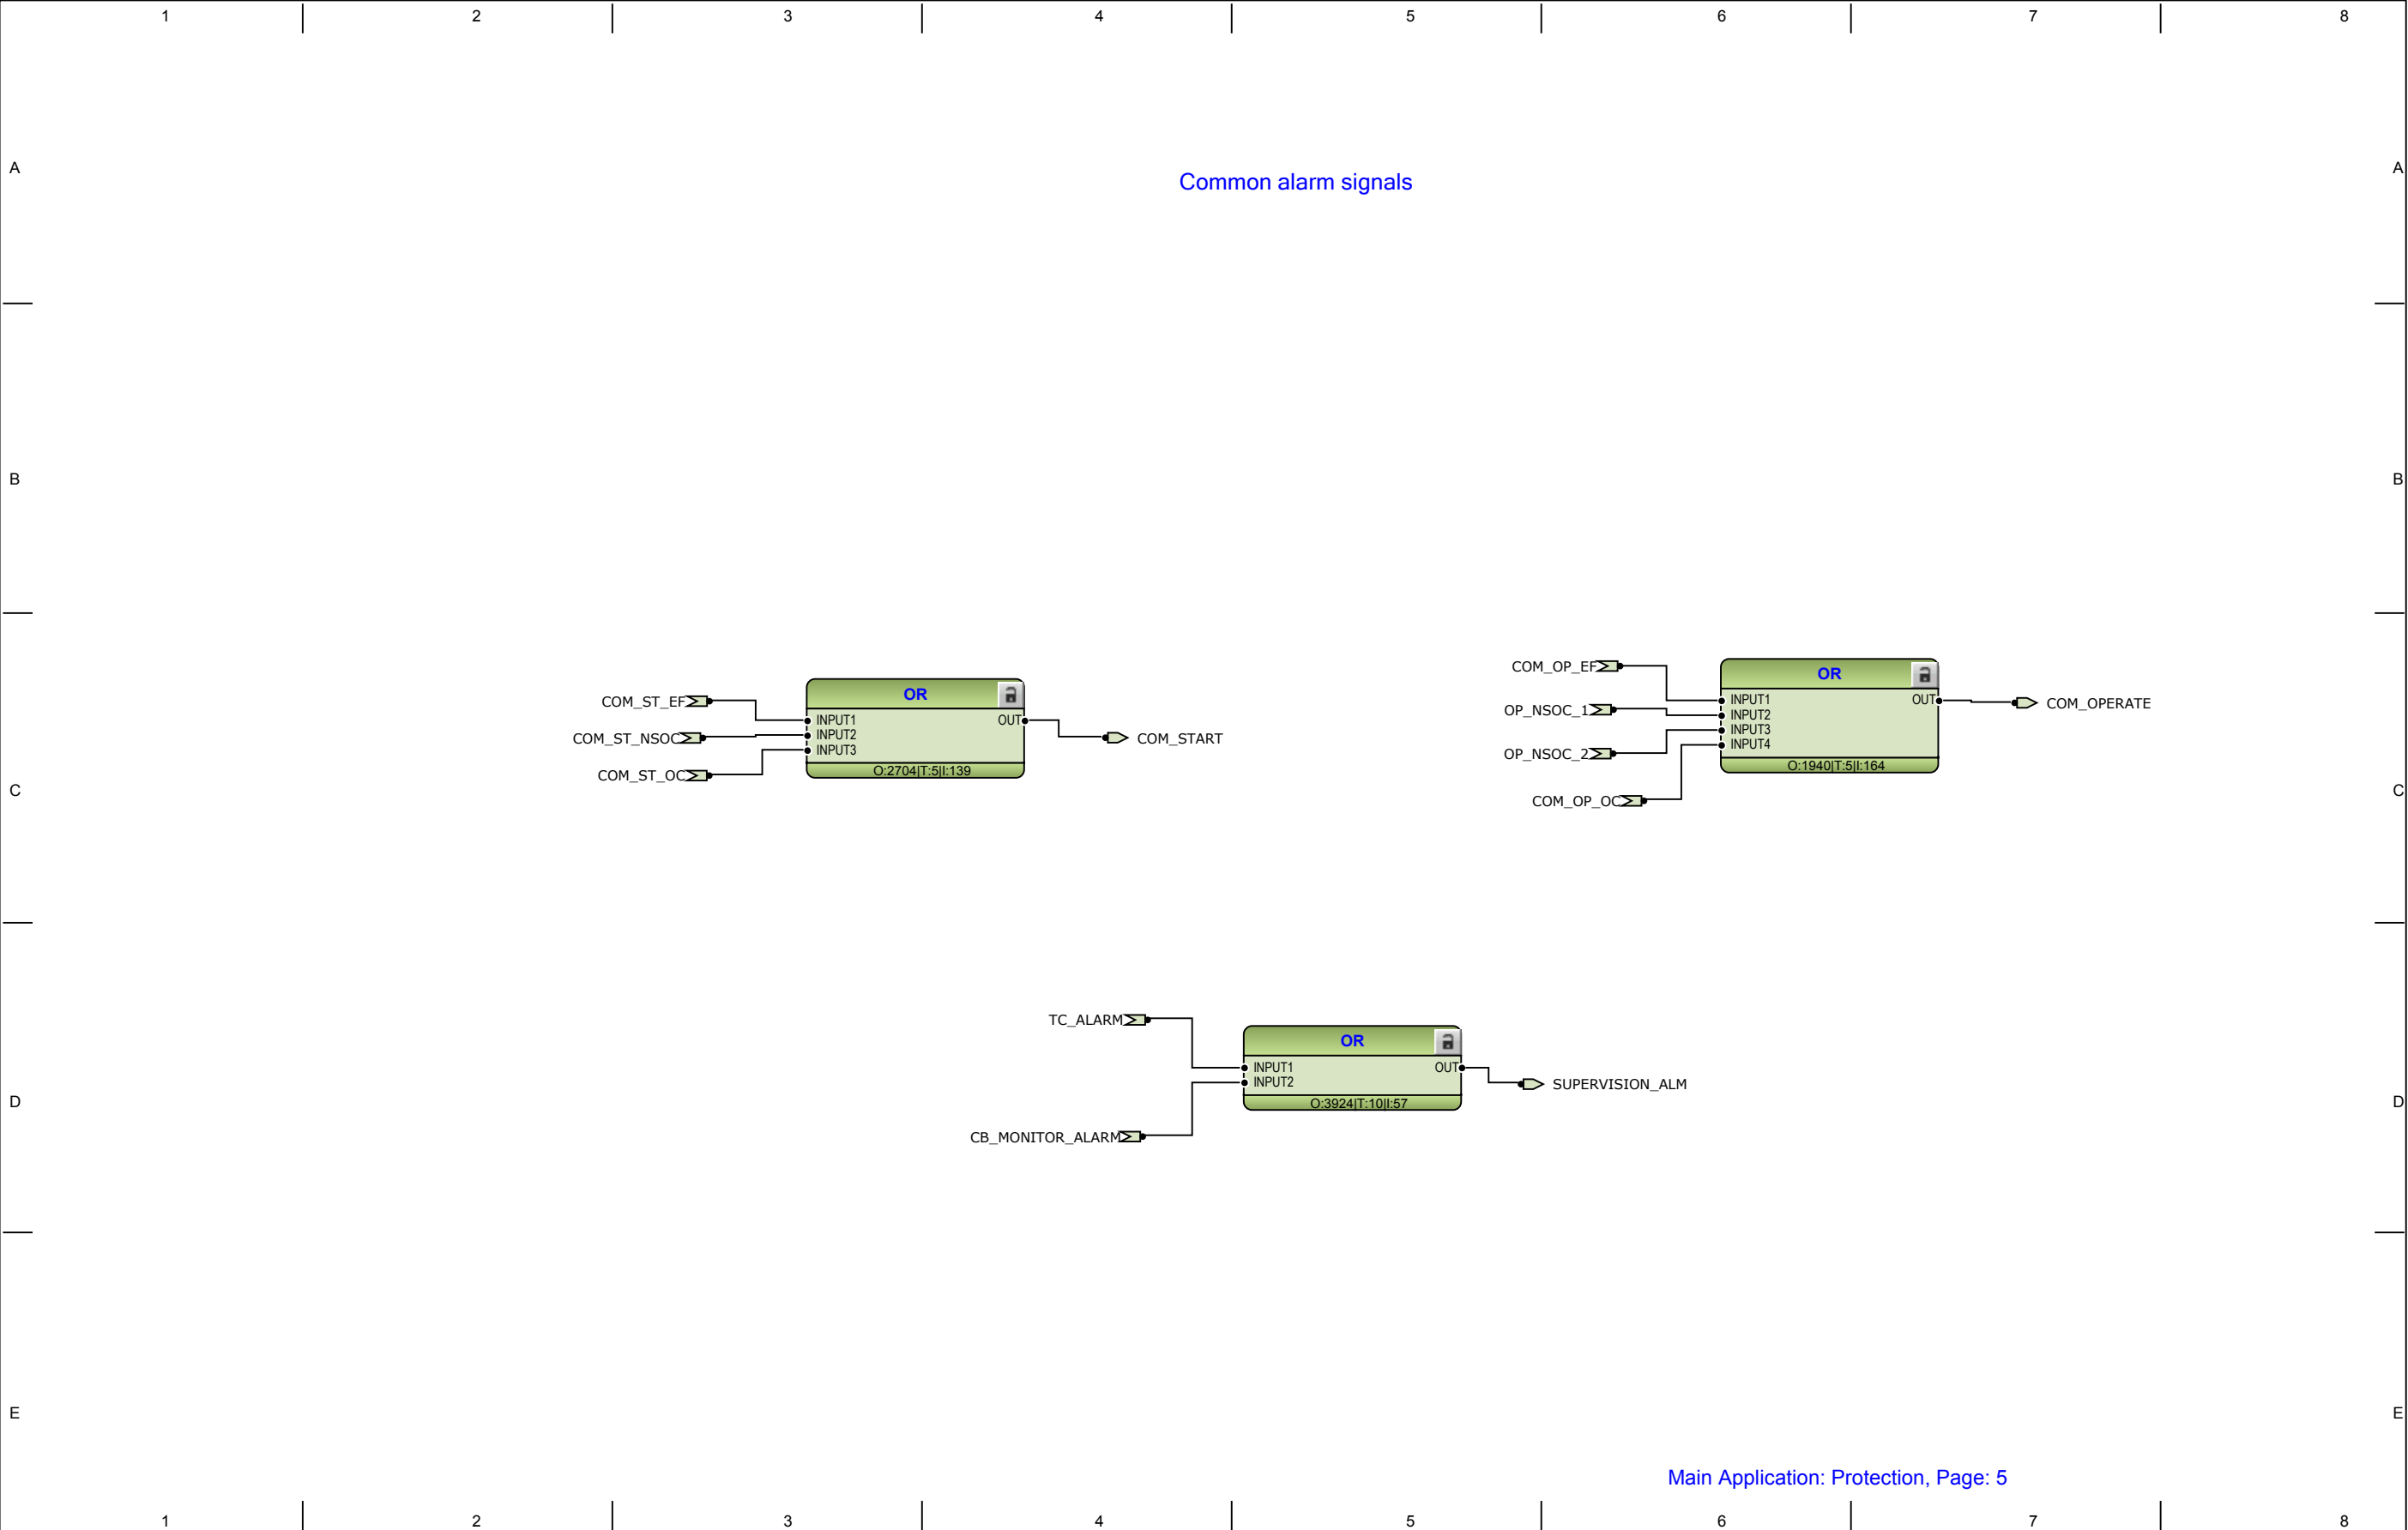 1 2 3 4 5 6 7 8
A A
Common alarm signals
B B
COM_ST_EF
COM_ST_NSOC
COM_ST_OC
OR
INPUT1 OUT
INPUT2
INPUT3
O:2704|T:5|I:139
COM_START
COM_OP_EF
OP_NSOC_1
OP_NSOC_2
COM_OP_OC
OR
INPUT1 OUT
INPUT2
INPUT3
INPUT4
O:1940|T:5|I:164
COM_OPERATE
C C
TC_ALARM
CB_MONITOR_ALARM
OR
INPUT1 OUT
INPUT2
O:3924|T:10|I:57
SUPERVISION_ALM
D D
E E
Main Application: Protection, Page: 5
1 2 3 4 5 6 7 8